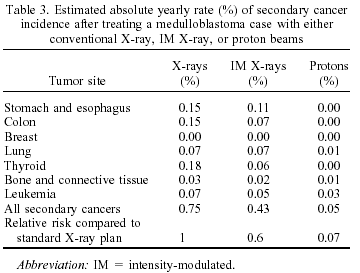 Table 3. Estimated absolute yearly rate (%) of secondary cancer
incidence after treating a medulloblastoma case with either
conventional X-ray, IM X-ray, or proton beams
X-rays IM X-rays Protons
Tumor site (%) (%) (%)
Stomach and esophagus 0.15 0.11 0.00
Colon 0.15 0.07 0.00
Breast 0.00 0.00 0.00
Lung 0.07 0.07 0.01
Thyroid 0.18 0.06 0.00
Bone and connective tissue 0.03 0.02 0.01
Leukemia 0.07 0.05 0.03
All secondary cancers 0.75 0.43 0.05
Relative risk compared to
standard X-ray plan 1 0.6 0.07
Abbreviation: IM = intensity-modulated.